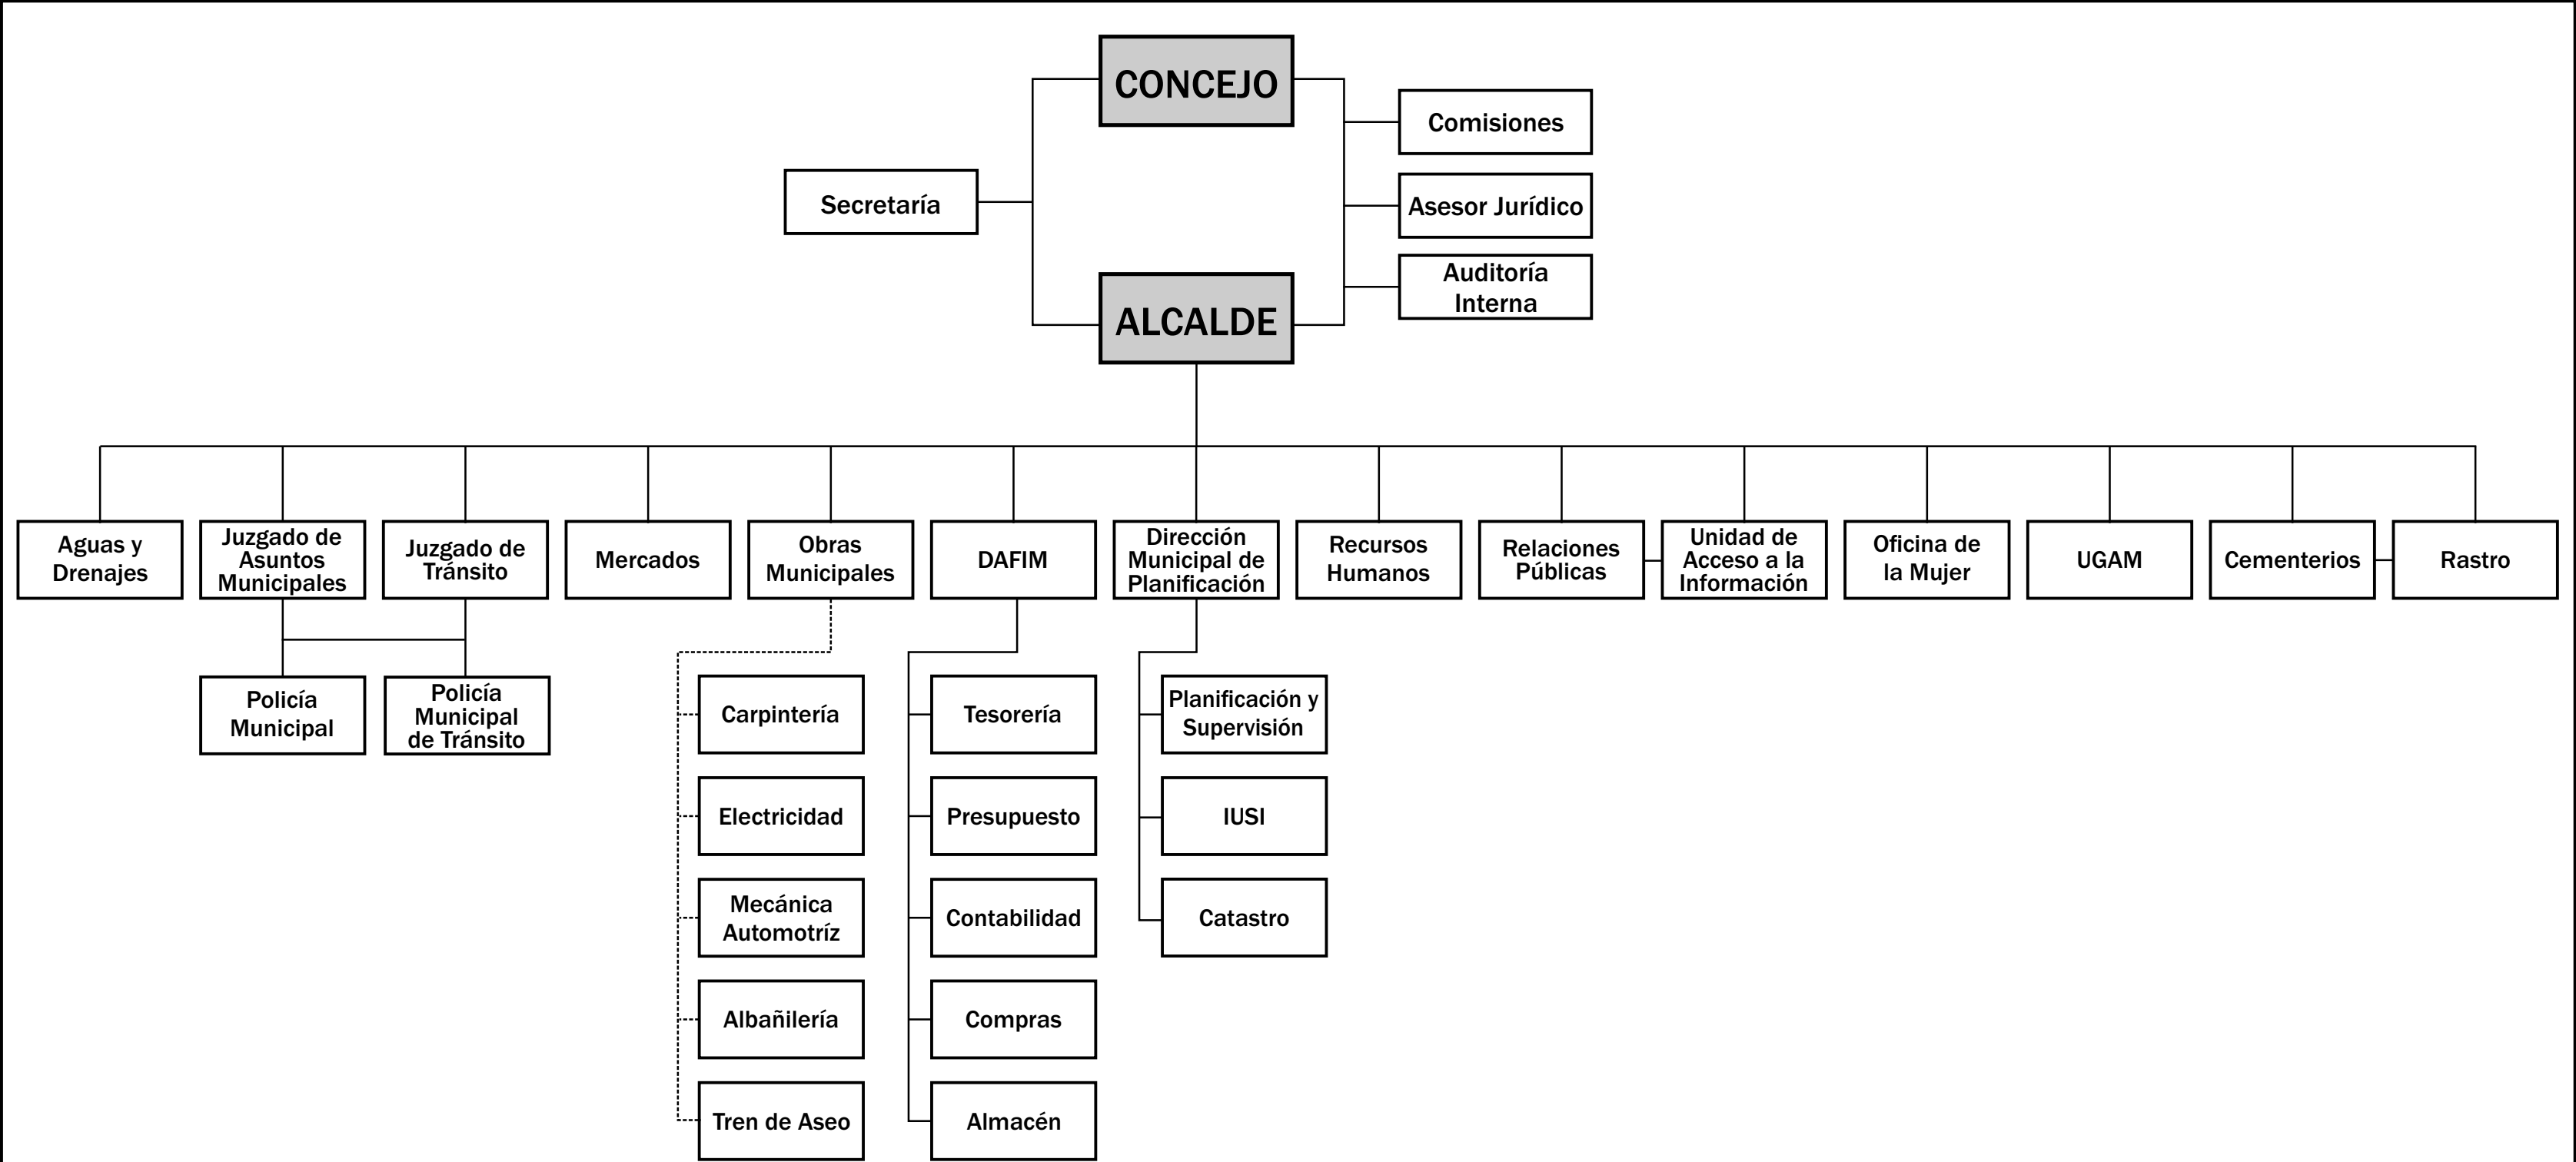 CONCEJO
Comisiones
Secretaría
Asesor Jurídico
Auditoría
Interna
ALCALDE
Aguas y
Drenajes
Juzgado de
Asuntos
Municipales
Juzgado de
Tránsito
Mercados
Obras
Municipales
DAFIM
Dirección
Municipal de
Planificación
Recursos
Humanos
Relaciones
Públicas
Unidad de
Acceso a la
Información
Oficina de
la Mujer
UGAM
Cementerios
Rastro
Policía
Municipal
Policía
Municipal
de Tránsito
Carpintería
Electricidad
Mecánica
Automotríz
Albañilería
Tren de Aseo
Tesorería
Presupuesto
Contabilidad
Compras
Almacén
Planificación y
Supervisión
IUSI
Catastro